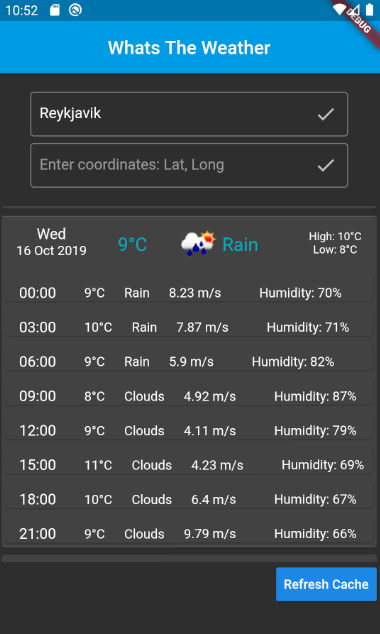 10:52
DEBUG
Whats The Weather
Reykjavik
Enter coordinates: Lat, Long
Wed
16 Oct 2019
9°C
Rain
High: 10°C
Low: 8°C
00:00 9°C Rain 8.23 m/s Humidity: 70%
03:00 10°C Rain 7.87 m/s Humidity: 71%
06:00 9°C Rain 5.9 m/s Humidity: 82%
09:00 8°C Clouds 4.92 m/s Humidity: 87%
12:00 9°C Clouds 4.11 m/s Humidity: 79%
15:00 11°C Clouds 4.23 m/s Humidity: 69%
18:00 10°C Clouds 6.4 m/s Humidity: 67%
21:00 9°C Clouds 9.79 m/s Humidity: 66%
Refresh Cache